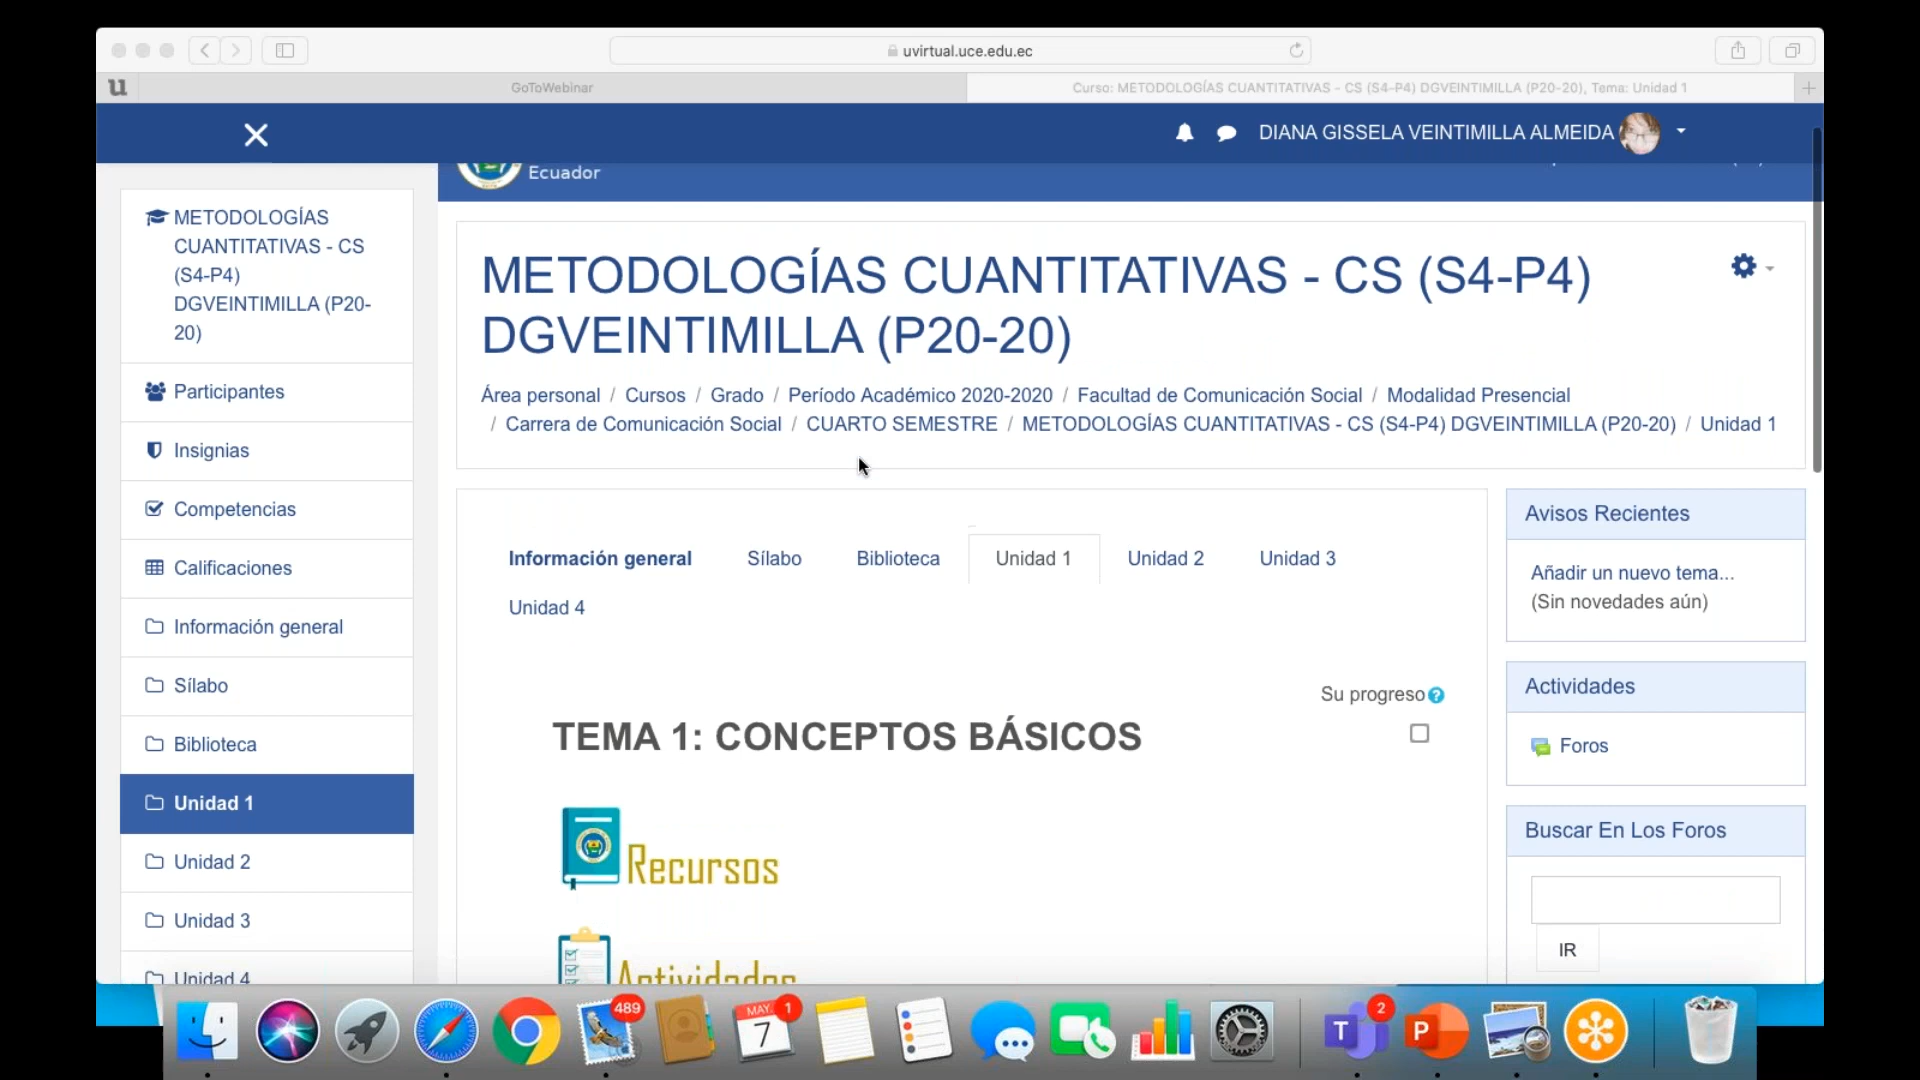 uvirtual.uce.edu.ec
u
GoToWebinar
Curso: METODOLOGÍAS CUANTITATIVAS - CS (S4-P4) DGVEINTIMILLA (P20-20), Tema: Unidad 1
DIANA GISSELA VEINTIMILLA ALMEIDA
Ecuador
METODOLOGÍAS
CUANTITATIVAS - CS
(S4-P4)
DGVEINTIMILLA (P20-
20)
Participantes
Insignias
Competencias
Calificaciones
Información general
Sílabo
Biblioteca
Unidad 1
Unidad 2
Unidad 3
Unidad 4
METODOLOGÍAS CUANTITATIVAS - CS (S4-P4)
DGVEINTIMILLA (P20-20)
Área personal / Cursos / Grado / Período Académico 2020-2020 / Facultad de Comunicación Social / Modalidad Presencial
/ Carrera de Comunicación Social / CUARTO SEMESTRE / METODOLOGÍAS CUANTITATIVAS - CS (S4-P4) DGVEINTIMILLA (P20-20) / Unidad 1
Información general Sílabo Biblioteca Unidad 1 Unidad 2 Unidad 3
Unidad 4
Su progreso
TEMA 1: CONCEPTOS BÁSICOS
Recursos
Actividades
Avisos Recientes
Añadir un nuevo tema...
(Sin novedades aún)
Actividades
Foros
Buscar En Los Foros
IR
489
MAY
7
1
T
2
P